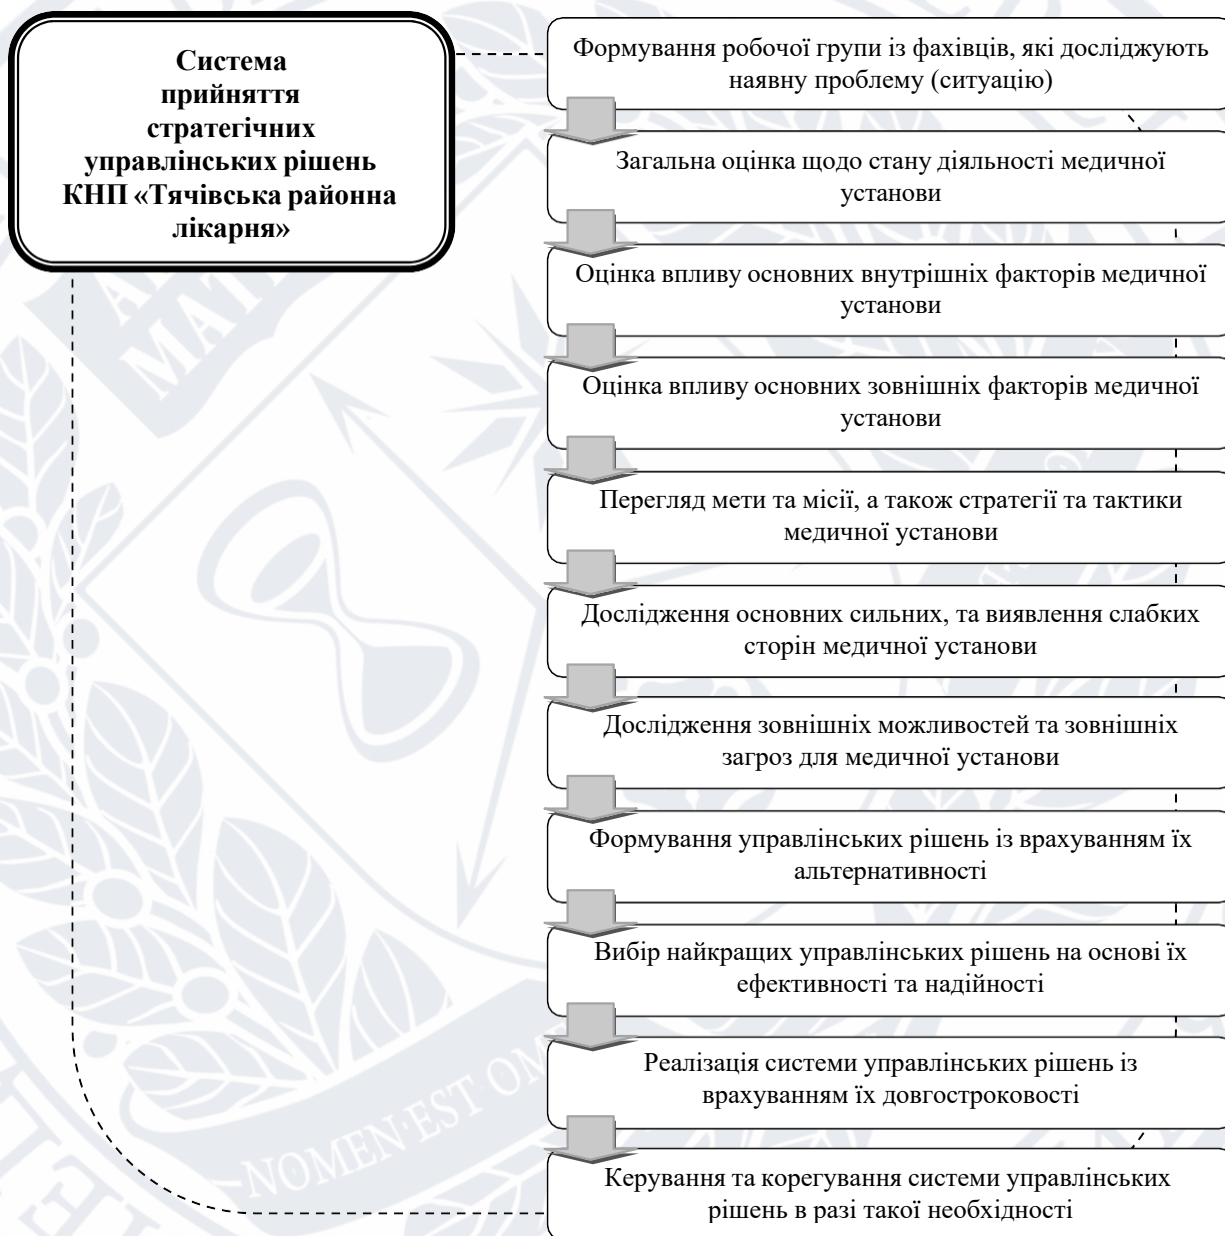 Система
прийняття
стратегічних
управлінських рішень
КНП «Тячівська районна
лікарня»
Формування робочої групи із фахівців, які досліджують
наявну проблему (ситуацію)
Загальна оцінка щодо стану діяльності медичної
установи
Оцінка впливу основних внутрішніх факторів медичної
установи
Оцінка впливу основних зовнішніх факторів медичної
установи
Перегляд мети та місії, а також стратегії та тактики
медичної установи
Дослідження основних сильних, та виявлення слабких
сторін медичної установи
Дослідження зовнішніх можливостей та зовнішніх
загроз для медичної установи
Формування управлінських рішень із врахуванням їх
альтернативності
Вибір найкращих управлінських рішень на основі їх
ефективності та надійності
Реалізація системи управлінських рішень із
врахуванням їх довгостроковості
Керування та корегування системи управлінських
рішень в разі такої необхідності
NOMEN·EST·OM